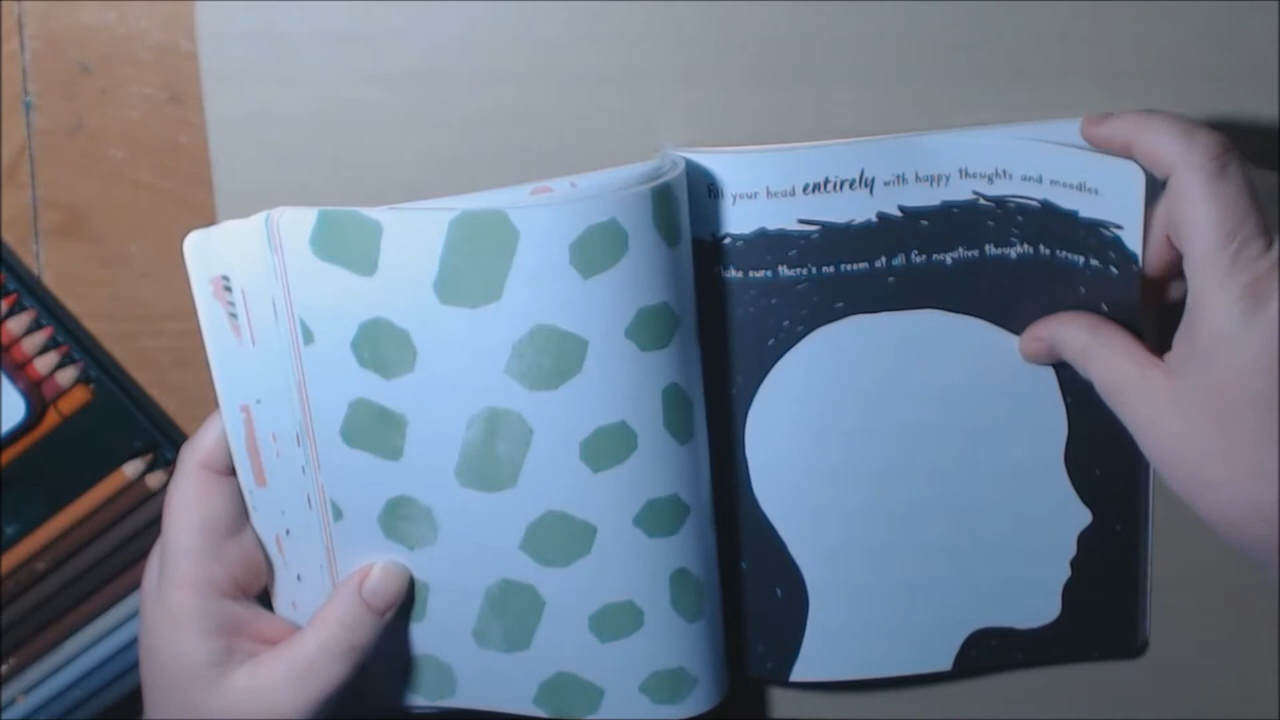 Fill your head entirely with happy thoughts and moodles.
Make sure there's no room at all for negative thoughts to creep in.